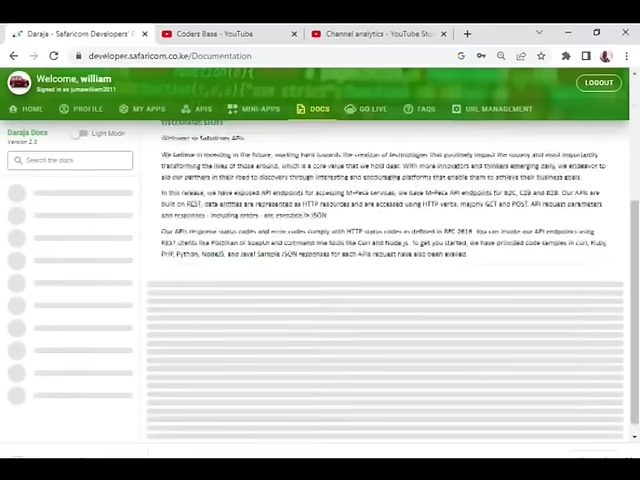 Daraja - Safaricom Developers' P
Coders Base - YouTube
Channel analytics - YouTube Stu
developer.safaricom.co.ke/Documentation
Welcome, william
Signed in as jumawilliam2011
LOGOUT
HOME
PROFILE
MY APPS
APIS
MINI-APPS
DOCS
GO LIVE
FAQS
URL MANAGEMENT
Daraja Docs
Version 2.0
Light Mode
Search the docs
Introduction
Welcome to Safaricom APIs
We believe in investing in the future, working hard towards the creation of technologies that positively impact the society and most importantly
transforming the lives of those around, which is a core value that we hold dear. With more innovators and thinkers emerging daily, we endeavor to
aid our partners in their road to discovery through interesting and encouraging platforms that enable them to achieve their business goals.
In this release, we have exposed API endpoints for accessing M-Pesa services. we have M-Pesa API endpoints for B2C, C2B and B2B. Our APIs are
built on REST, data entities are represented as HTTP resources and are accessed using HTTP verbs, majorly GET and POST. API request parameters
and responses - including errors - are encoded in JSON
Our APIs response status codes and error codes comply with HTTP status codes as defined in RFC-2616. You can invoke our API endpoints using
REST clients like Postman or SoapUI and command line tools like Curl and Node.js. To get you started, we have provided code samples in curl, Ruby,
PHP, Python, NodeJS, and Java! Sample JSON responses for each APIs request have also been availed